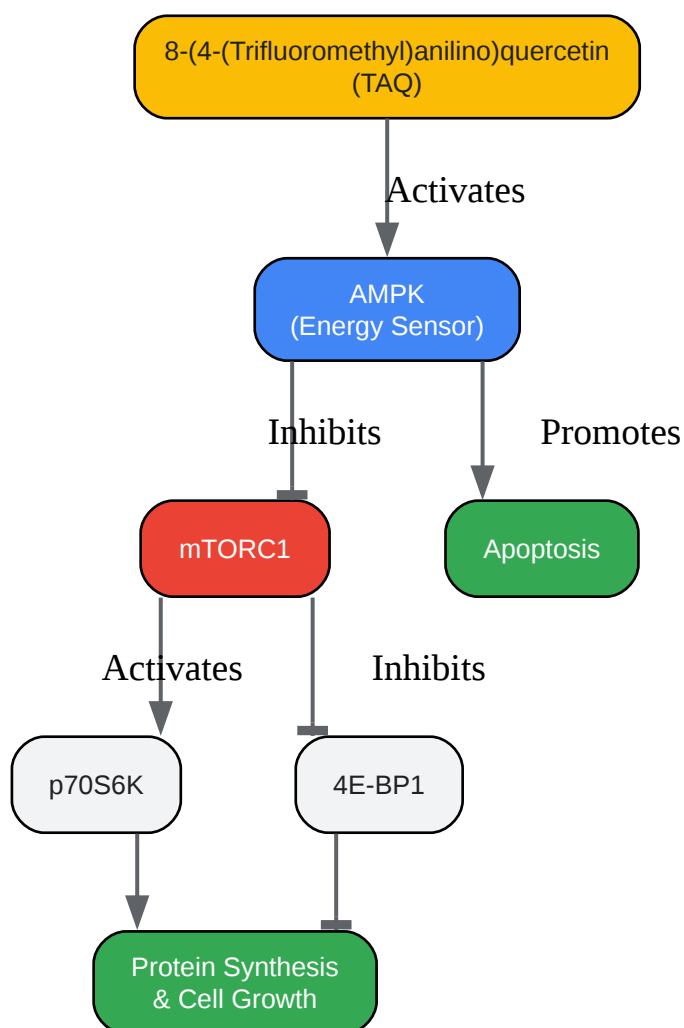 8-(4-(Trifluoromethyl)anilino)quercetin
(TAQ)
Activates
AMPK
(Energy Sensor)
Inhibits
Promotes
mTORC1
Apoptosis
Activates
Inhibits
p70S6K
4E-BP1
Protein Synthesis
& Cell Growth